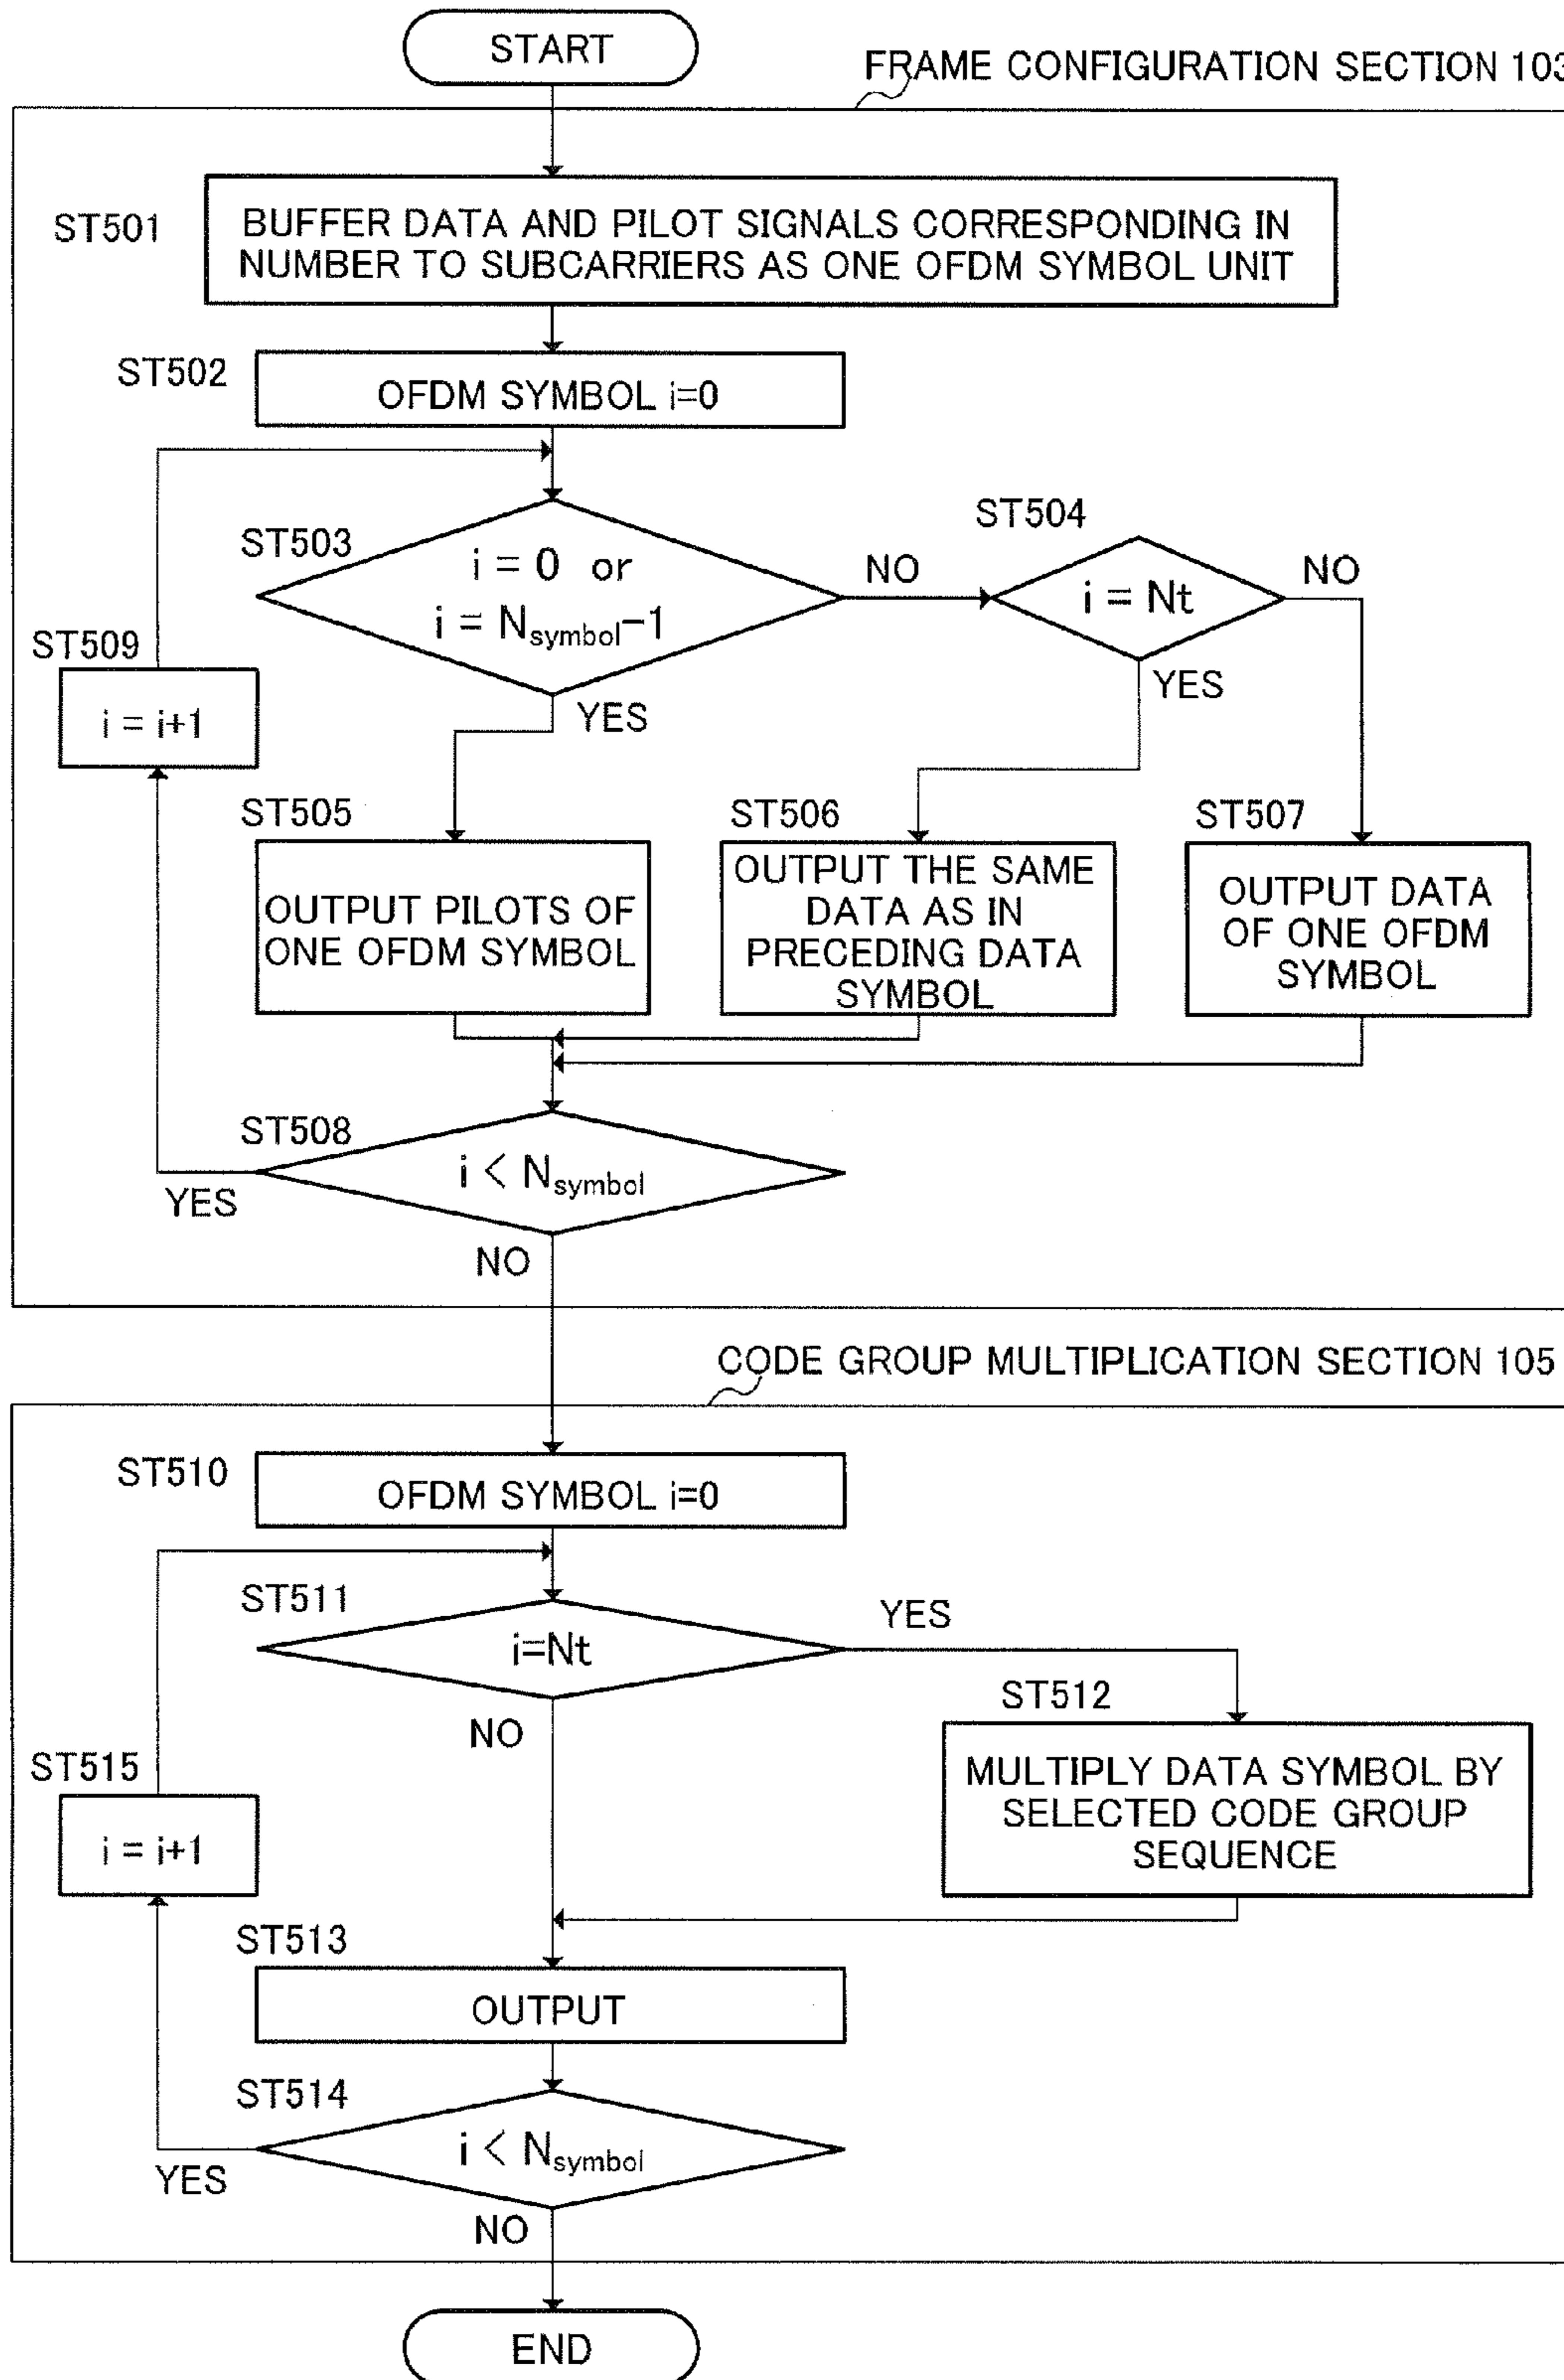 START
FRAME CONFIGURATION SECTION 103
ST501
BUFFER DATA AND PILOT SIGNALS CORRESPONDING IN
NUMBER TO SUBCARRIERS AS ONE OFDM SYMBOL UNIT
ST502
OFDM SYMBOL i=0
ST503
i = 0 or
i = Nsymbol-1
NO
ST504
i = Nt
NO
YES
YES
ST509
i = i+1
ST505
OUTPUT PILOTS OF
ONE OFDM SYMBOL
ST506
OUTPUT THE SAME
DATA AS IN
PRECEDING DATA
SYMBOL
ST507
OUTPUT DATA
OF ONE OFDM
SYMBOL
ST508
i < Nsymbol
YES
NO
CODE GROUP MULTIPLICATION SECTION 105
ST510
OFDM SYMBOL i=0
ST511
i=Nt
YES
NO
ST512
MULTIPLY DATA SYMBOL BY
SELECTED CODE GROUP
SEQUENCE
ST515
i = i+1
ST513
OUTPUT
ST514
i < Nsymbol
YES
NO
END